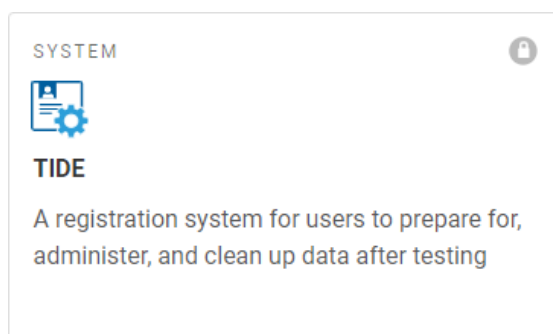 SYSTEM
TIDE
A registration system for users to prepare for,
administer, and clean up data after testing